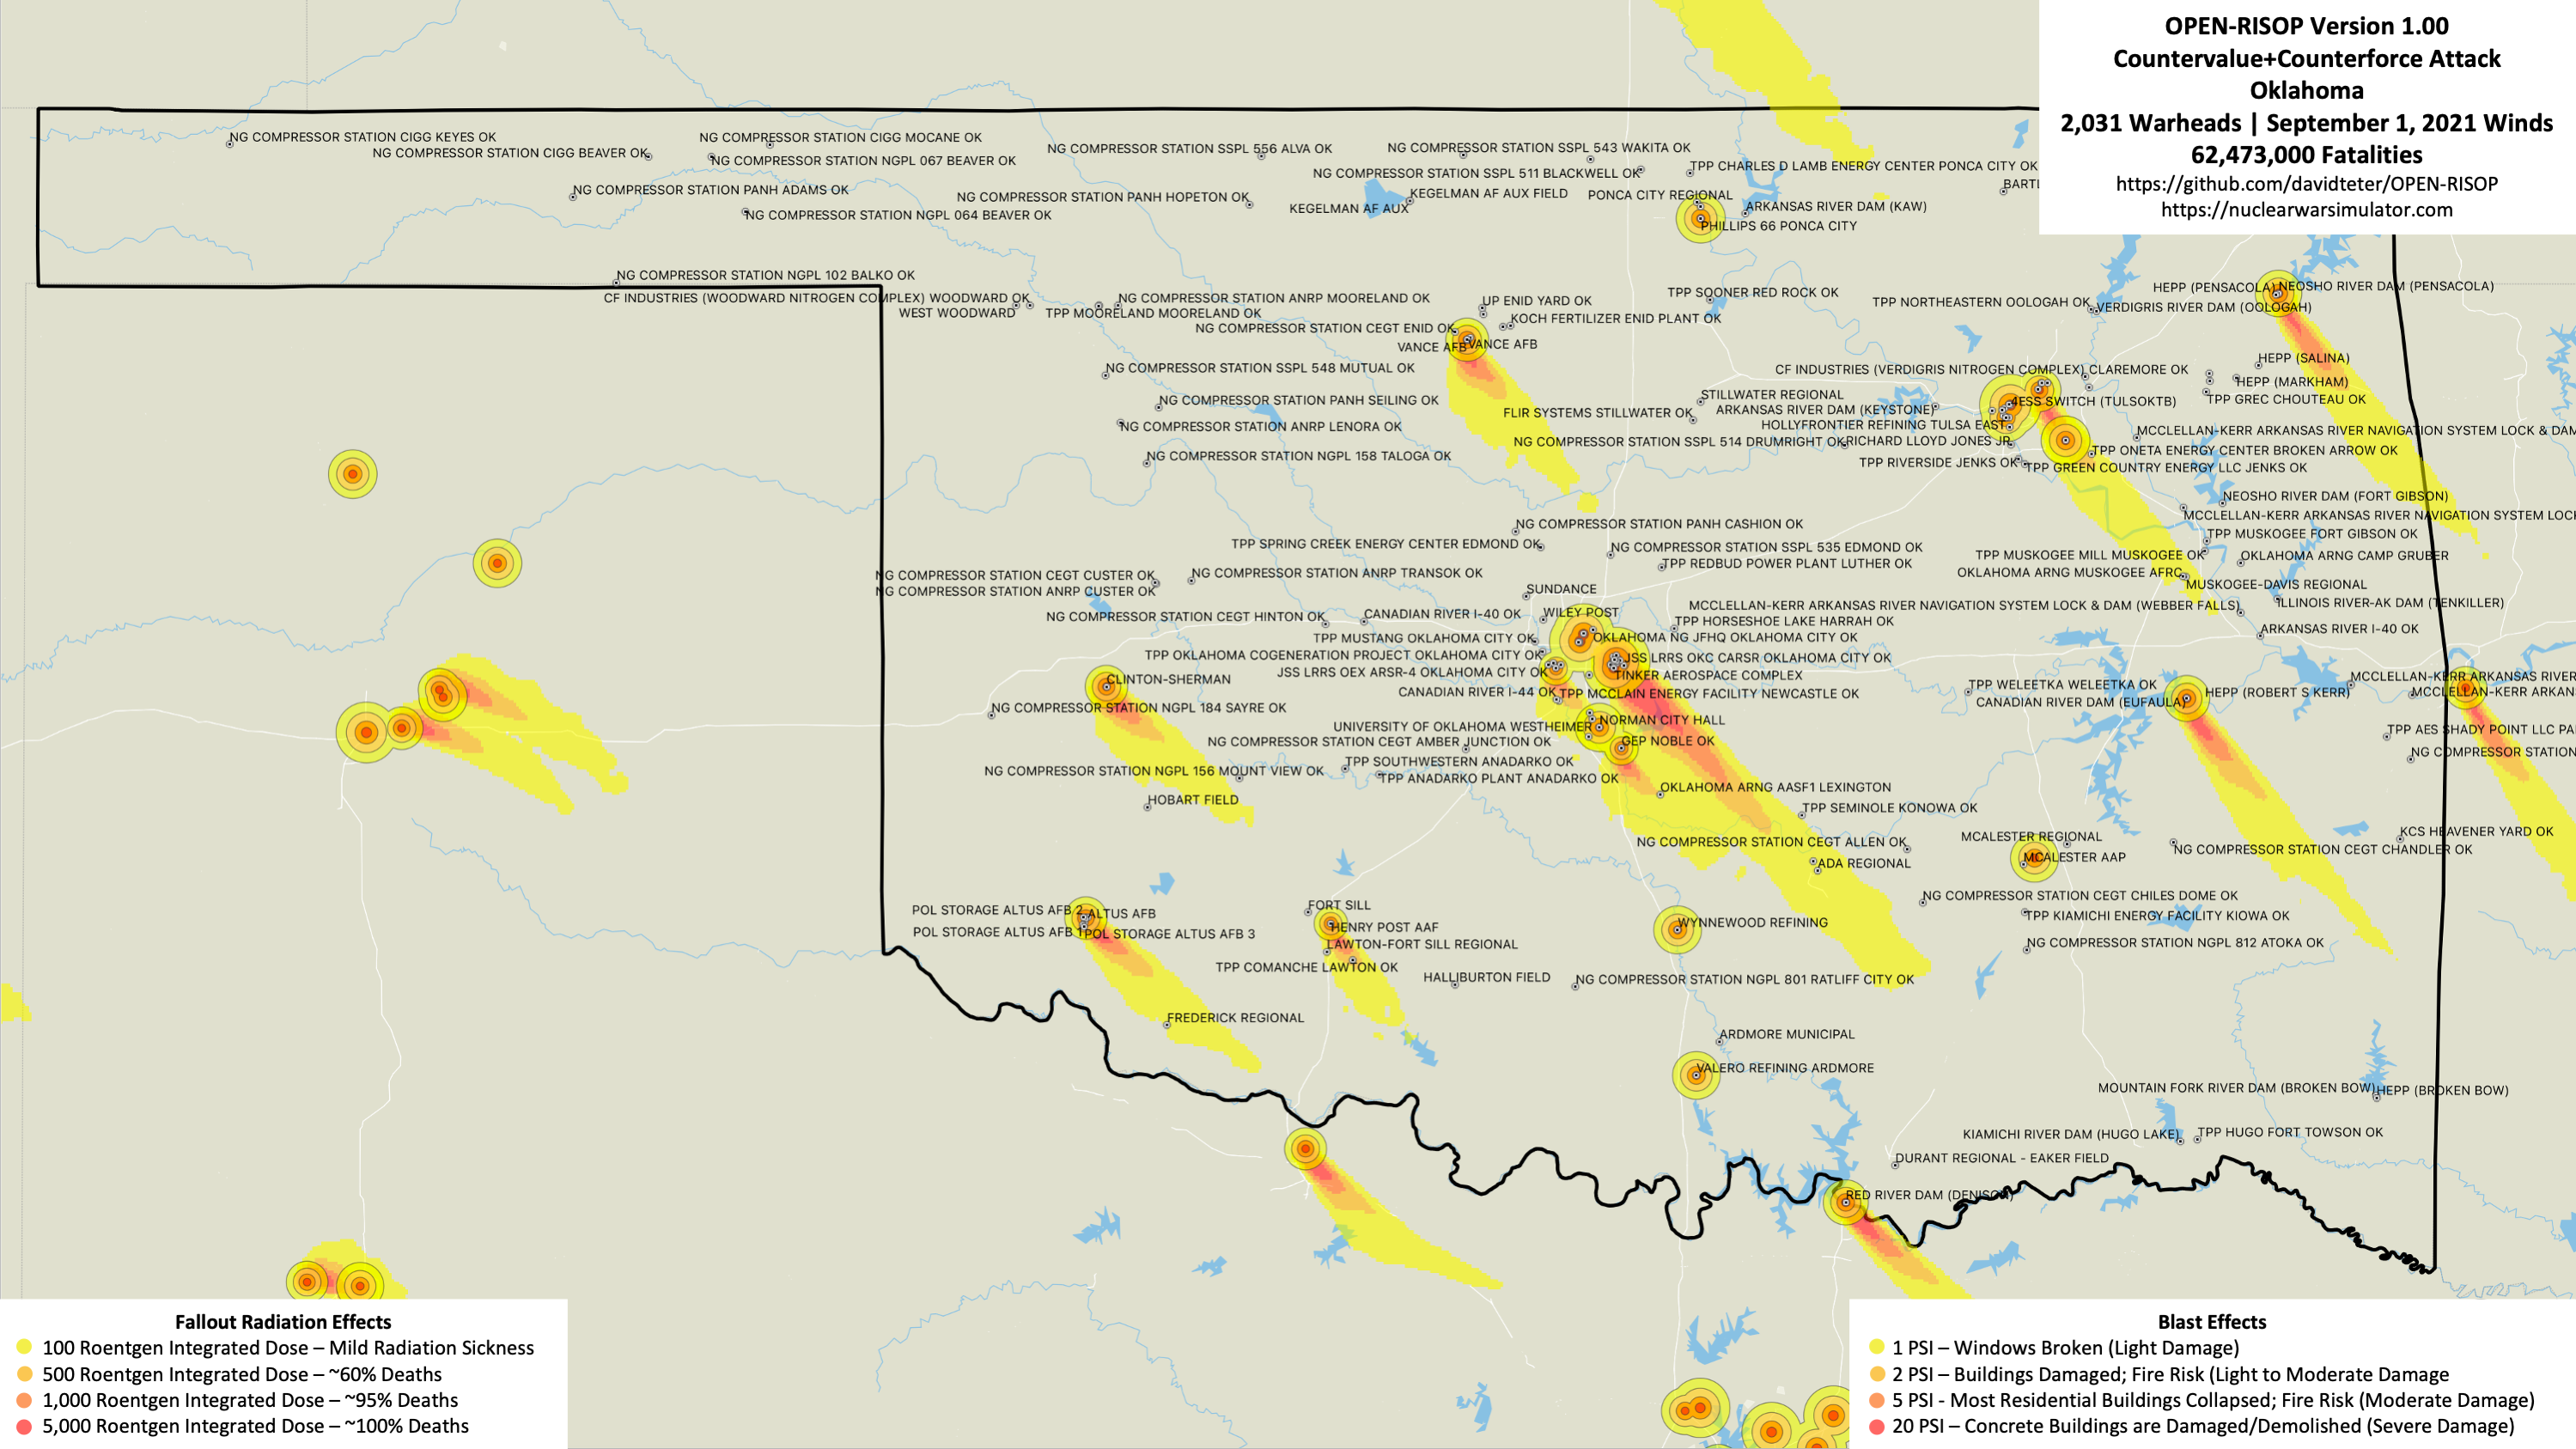 OPEN-RISOP Version 1.00
Countervalue+Counterforce Attack
Oklahoma
2,031 Warheads | September 1, 2021 Winds
62,473,000 Fatalities
https://github.com/davidteter/OPEN-RISOP
https://nuclearwarsimulator.com
NG COMPRESSOR STATION CIGG KEYES OK
NG COMPRESSOR STATION CIGG MOCANE OK
NG COMPRESSOR STATION CIGG BEAVER OK
NG COMPRESSOR STATION NGPL 067 BEAVER OK
NG COMPRESSOR STATION SSPL 556 ALVA OK
NG COMPRESSOR STATION SSPL 543 WAKITA OK
NG COMPRESSOR STATION SSPL 511 BLACKWELL OK
TPP CHARLES D LAMB ENERGY CENTER PONCA CITY OK
NG COMPRESSOR STATION PANH ADAMS OK
NG COMPRESSOR STATION PANH HOPETON OK
KEGELMAN AF AUX FIELD
PONCA CITY REGIONAL
BARTL
NG COMPRESSOR STATION NGPL 064 BEAVER OK
KEGELMAN AF AUX
ARKANSAS RIVER DAM (KAW)
PHILLIPS 66 PONCA CITY
NG COMPRESSOR STATION NGPL 102 BALKO OK
HEPP (PENSACOLA)
NEOSHO RIVER DAM (PENSACOLA)
CF INDUSTRIES (WOODWARD NITROGEN COMPLEX) WOODWARD OK
NG COMPRESSOR STATION ANRP MOORELAND OK
UP ENID YARD OK
TPP SOONER RED ROCK OK
TPP NORTHEASTERN OOLOGAH OK
VERDIGRIS RIVER DAM (OOLOGAH)
WEST WOODWARD
TPP MOORELAND MOORELAND OK
KOCH FERTILIZER ENID PLANT OK
NG COMPRESSOR STATION CEGT ENID OK
VANCE AFB
VANCE AFB
HEPP (SALINA)
NG COMPRESSOR STATION SSPL 548 MUTUAL OK
CF INDUSTRIES (VERDIGRIS NITROGEN COMPLEX) CLAREMORE OK
HEPP (MARKHAM)
NG COMPRESSOR STATION PANH SEILING OK
STILLWATER REGIONAL
4ESS SWITCH (TULSOKTB)
TPP GREC CHOUTEAU OK
FLIR SYSTEMS STILLWATER OK
ARKANSAS RIVER DAM (KEYSTONE)
NG COMPRESSOR STATION ANRP LENORA OK
HOLLYFRONTIER REFINING TULSA EAST
MCCLELLAN-KERR ARKANSAS RIVER NAVIGATION SYSTEM LOCK & DAM
NG COMPRESSOR STATION SSPL 514 DRUMRIGHT OK
RICHARD LLOYD JONES JR
TPP ONETA ENERGY CENTER BROKEN ARROW OK
NG COMPRESSOR STATION NGPL 158 TALOGA OK
TPP RIVERSIDE JENKS OK
TPP GREEN COUNTRY ENERGY LLC JENKS OK
NEOSHO RIVER DAM (FORT GIBSON)
MCCLELLAN-KERR ARKANSAS RIVER NAVIGATION SYSTEM LOCK
NG COMPRESSOR STATION PANH CASHION OK
TPP MUSKOGEE FORT GIBSON OK
TPP SPRING CREEK ENERGY CENTER EDMOND OK
NG COMPRESSOR STATION SSPL 535 EDMOND OK
TPP MUSKOGEE MILL MUSKOGEE OK
OKLAHOMA ARNG CAMP GRUBER
TPP REDBUD POWER PLANT LUTHER OK
NG COMPRESSOR STATION CEGT CUSTER OK
NG COMPRESSOR STATION ANRP TRANSOK OK
OKLAHOMA ARNG MUSKOGEE AFRC
MUSKOGEE-DAVIS REGIONAL
NG COMPRESSOR STATION ANRP CUSTER OK
SUNDANCE
ILLINOIS RIVER-AK DAM (TENKILLER)
MCCLELLAN-KERR ARKANSAS RIVER NAVIGATION SYSTEM LOCK & DAM (WEBBER FALLS)
NG COMPRESSOR STATION CEGT HINTON OK
CANADIAN RIVER I-40 OK
WILEY POST
TPP HORSESHOE LAKE HARRAH OK
ARKANSAS RIVER I-40 OK
TPP MUSTANG OKLAHOMA CITY OK
OKLAHOMA NG JFHQ OKLAHOMA CITY OK
TPP OKLAHOMA COGENERATION PROJECT OKLAHOMA CITY OK
JSS LRRS OKC CARSR OKLAHOMA CITY OK
JSS LRRS OEX ARSR-4 OKLAHOMA CITY OK
TINKER AEROSPACE COMPLEX
CLINTON-SHERMAN
MCCLELLAN-KERR ARKANSAS RIVER
CANADIAN RIVER I-44 OK
TPP MCCLAIN ENERGY FACILITY NEWCASTLE OK
TPP WELEETKA WELEETKA OK
HEPP (ROBERT S KERR)
MCCLELLAN-KERR ARKAN
CANADIAN RIVER DAM (EUFAULA)
NG COMPRESSOR STATION NGPL 184 SAYRE OK
UNIVERSITY OF OKLAHOMA WESTHEIMER
NORMAN CITY HALL
TPP AES SHADY POINT LLC PA
NG COMPRESSOR STATION CEGT AMBER JUNCTION OK
GEP NOBLE OK
NG COMPRESSOR STATION
TPP SOUTHWESTERN ANADARKO OK
NG COMPRESSOR STATION NGPL 156 MOUNT VIEW OK
TPP ANADARKO PLANT ANADARKO OK
OKLAHOMA ARNG AASF1 LEXINGTON
HOBART FIELD
TPP SEMINOLE KONOWA OK
KCS HEAVENER YARD OK
MCALESTER REGIONAL
NG COMPRESSOR STATION CEGT ALLEN OK
NG COMPRESSOR STATION CEGT CHANDLER OK
MCALESTER AAP
ADA REGIONAL
NG COMPRESSOR STATION CEGT CHILES DOME OK
FORT SILL
POL STORAGE ALTUS AFB 2
ALTUS AFB
TPP KIAMICHI ENERGY FACILITY KIOWA OK
WYNNEWOOD REFINING
HENRY POST AAF
POL STORAGE ALTUS AFB 1
POL STORAGE ALTUS AFB 3
LAWTON-FORT SILL REGIONAL
NG COMPRESSOR STATION NGPL 812 ATOKA OK
TPP COMANCHE LAWTON OK
HALLIBURTON FIELD
NG COMPRESSOR STATION NGPL 801 RATLIFF CITY OK
FREDERICK REGIONAL
ARDMORE MUNICIPAL
VALERO REFINING ARDMORE
MOUNTAIN FORK RIVER DAM (BROKEN BOW)
HEPP (BROKEN BOW)
KIAMICHI RIVER DAM (HUGO LAKE)
TPP HUGO FORT TOWSON OK
DURANT REGIONAL - EAKER FIELD
RED RIVER DAM (DENISON)
Fallout Radiation Effects
100 Roentgen Integrated Dose – Mild Radiation Sickness
500 Roentgen Integrated Dose – ~60% Deaths
1,000 Roentgen Integrated Dose – ~95% Deaths
5,000 Roentgen Integrated Dose – ~100% Deaths
Blast Effects
1 PSI – Windows Broken (Light Damage)
2 PSI – Buildings Damaged; Fire Risk (Light to Moderate Damage
5 PSI - Most Residential Buildings Collapsed; Fire Risk (Moderate Damage)
20 PSI – Concrete Buildings are Damaged/Demolished (Severe Damage)